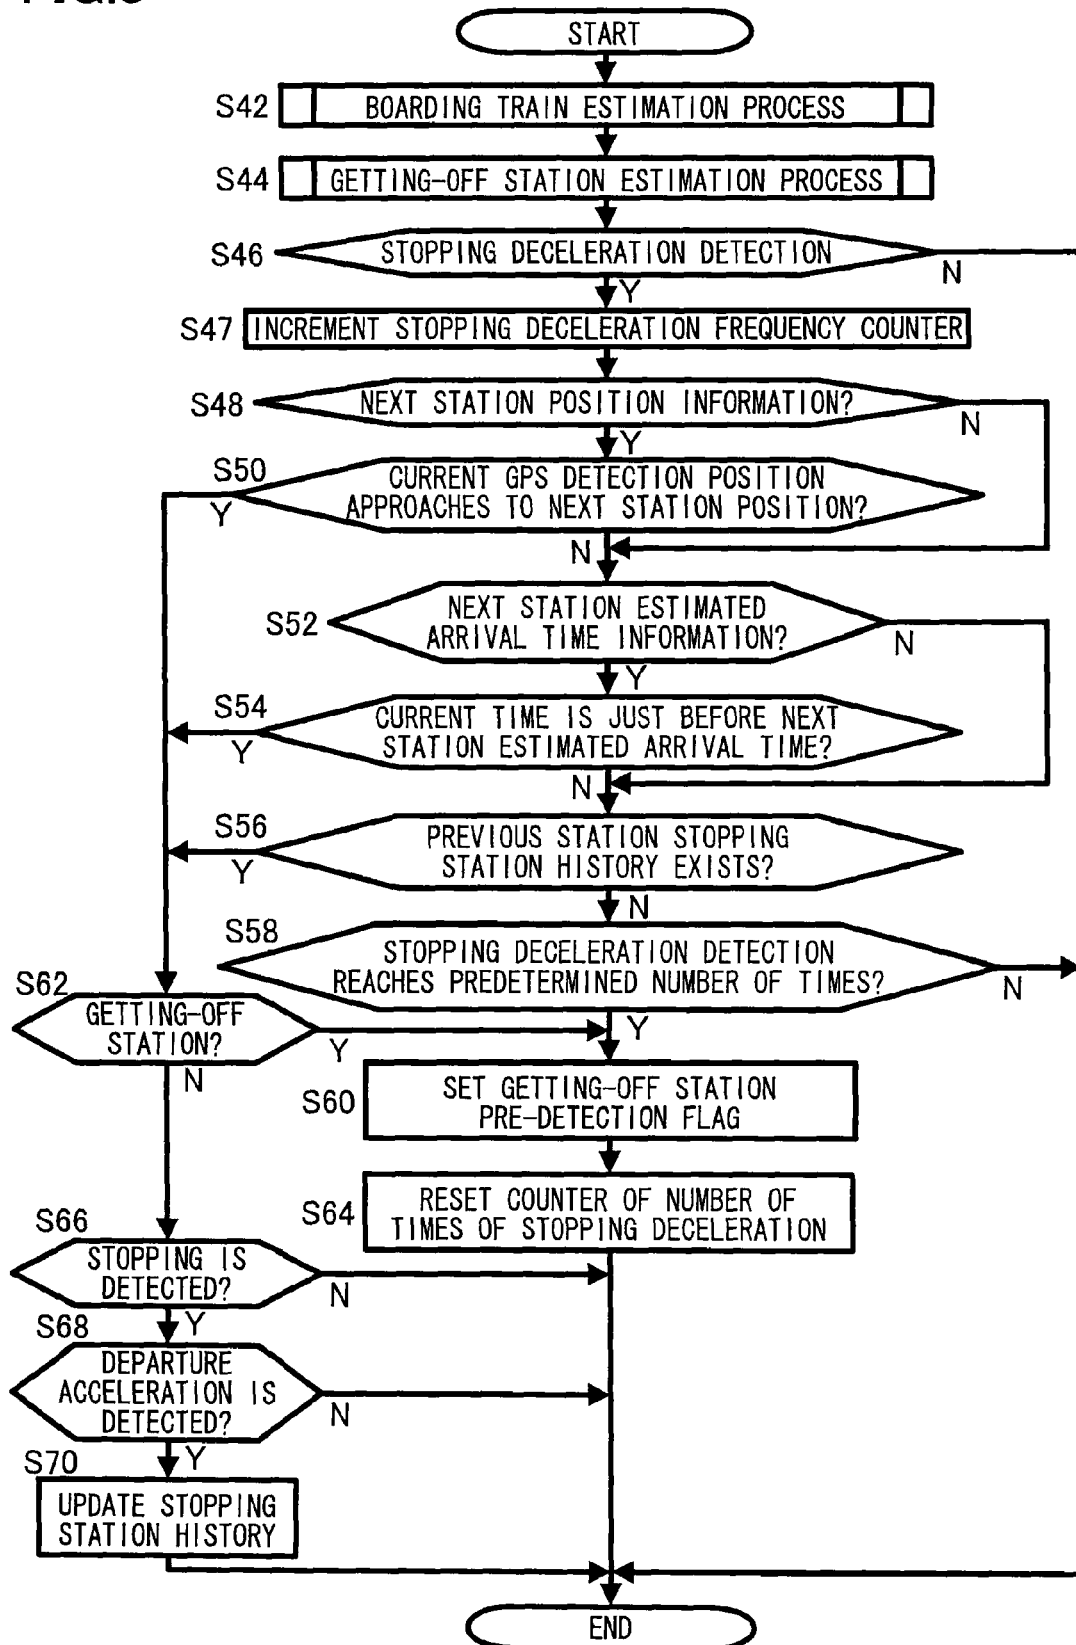 START
S42
BOARDING TRAIN ESTIMATION PROCESS
S44
GETTING-OFF STATION ESTIMATION PROCESS
S46
STOPPING DECELERATION DETECTION
N
Y
S47
INCREMENT STOPPING DECELERATION FREQUENCY COUNTER
S48
NEXT STATION POSITION INFORMATION?
N
Y
S50
CURRENT GPS DETECTION POSITION
APPROACHES TO NEXT STATION POSITION?
Y
N
S52
NEXT STATION ESTIMATED
ARRIVAL TIME INFORMATION?
N
Y
S54
CURRENT TIME IS JUST BEFORE NEXT
STATION ESTIMATED ARRIVAL TIME?
Y
N
S56
PREVIOUS STATION STOPPING
STATION HISTORY EXISTS?
Y
N
S58
STOPPING DECELERATION DETECTION
REACHES PREDETERMINED NUMBER OF TIMES?
N
Y
S62
GETTING-OFF
STATION?
Y
N
S60
SET GETTING-OFF STATION
PRE-DETECTION FLAG
S64
RESET COUNTER OF NUMBER OF
TIMES OF STOPPING DECELERATION
S66
STOPPING IS
DETECTED?
N
Y
S68
DEPARTURE
ACCELERATION IS
DETECTED?
N
Y
S70
UPDATE STOPPING
STATION HISTORY
END